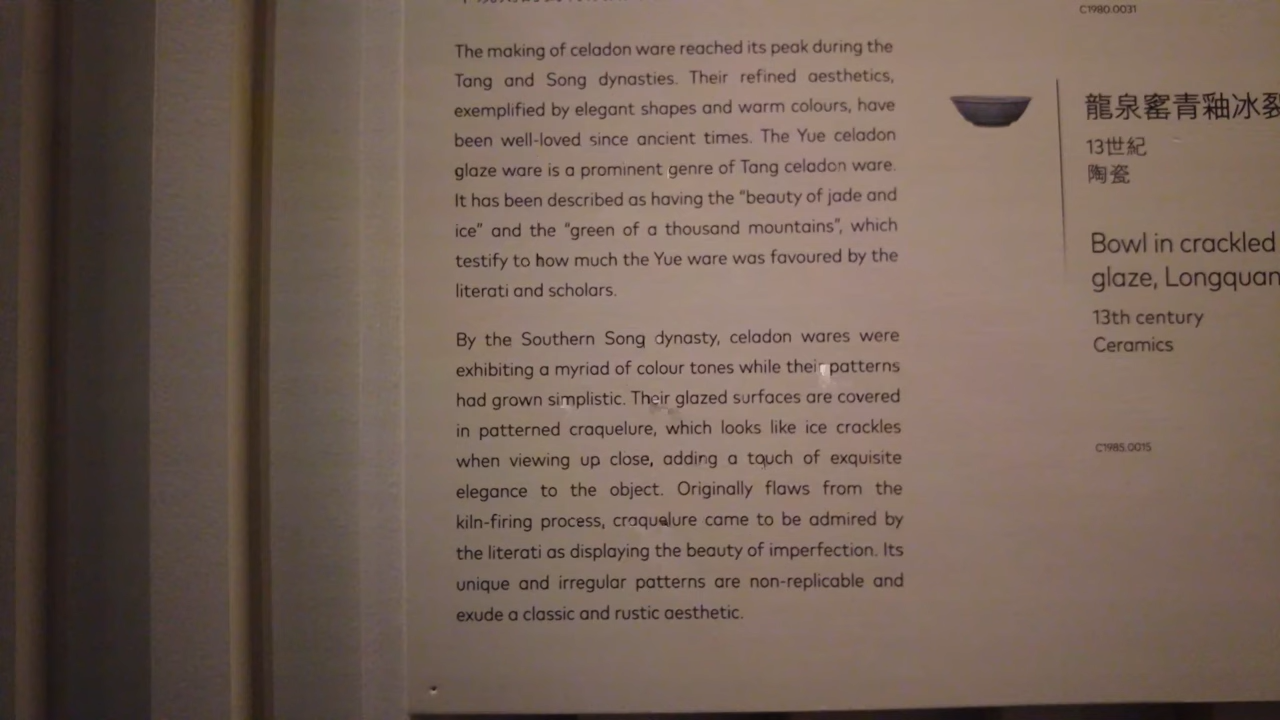 The making of celadon ware reached its peak during the
Tang and Song dynasties. Their refined aesthetics,
exemplified by elegant shapes and warm colours, have
been well-loved since ancient times. The Yue celadon
glaze ware is a prominent genre of Tang celadon ware.
It has been described as having the “beauty of jade and
ice” and the “green of a thousand mountains”, which
testify to how much the Yue ware was favoured by the
literati and scholars.
By the Southern Song dynasty, celadon wares were
exhibiting a myriad of colour tones while their patterns
had grown simplistic. Their glazed surfaces are covered
in patterned craquelure, which looks like ice crackles
when viewing up close, adding a touch of exquisite
elegance to the object. Originally flaws from the
kiln-firing process, craquelure came to be admired by
the literati as displaying the beauty of imperfection. Its
unique and irregular patterns are non-replicable and
exude a classic and rustic aesthetic.
C1980.0031
龍泉窰青釉冰裂
13世紀
陶瓷
Bowl in crackled
glaze, Longquan
13th century
Ceramics
C1985.0015